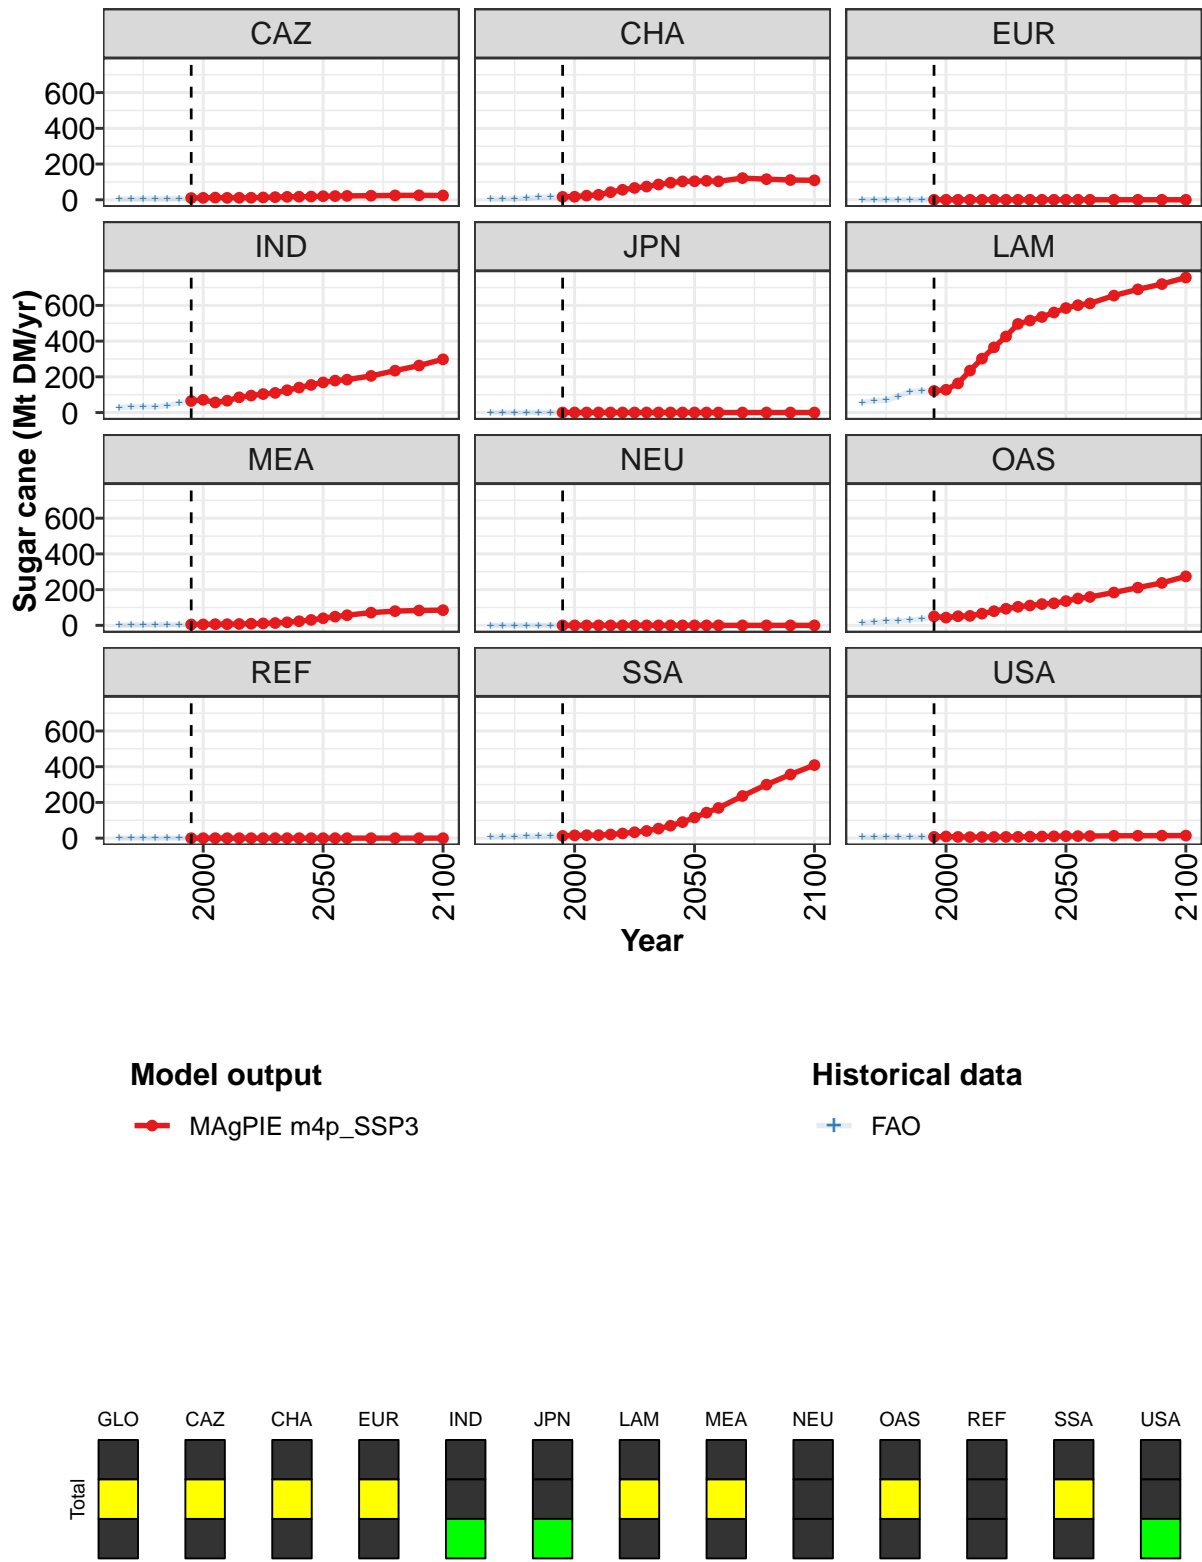 CAZ CHA EUR
600
400
200
0
IND JPN LAM
600
400
200
0
MEA NEU OAS
600
400
200
0
REF SSA USA
600
400
200
0
2000 2050 2100 2000 2050 2100 2000 2050 2100
Year
Sugar cane (Mt DM/yr)
Model output Historical data
MAgPIE m4p_SSP3 FAO
GLO CAZ CHA EUR IND JPN LAM MEA NEU OAS REF SSA USA
Total